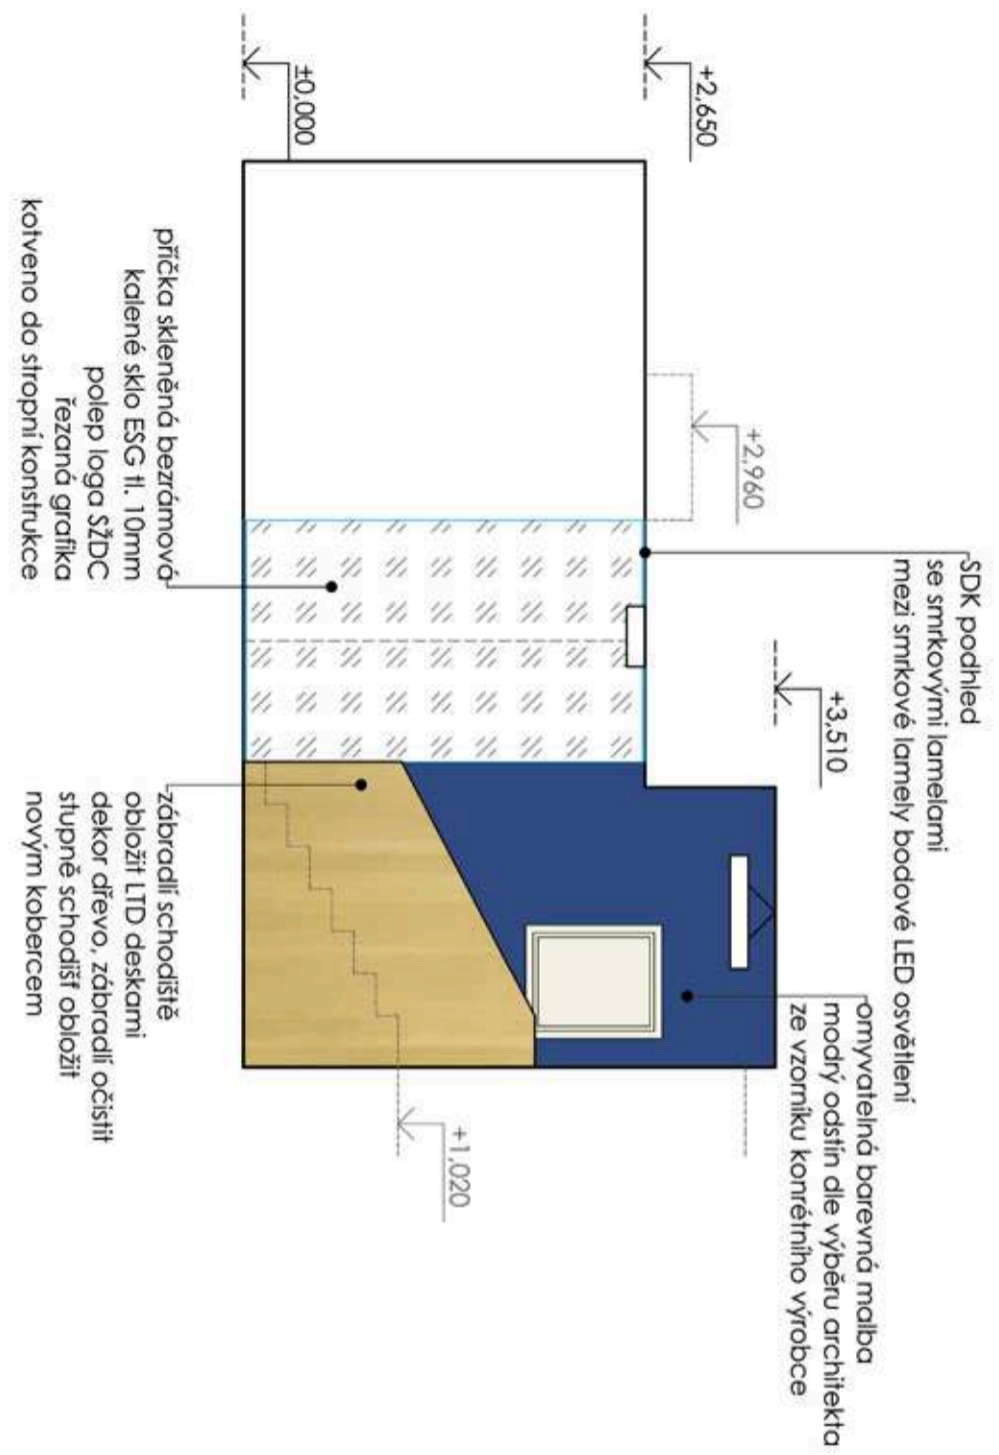 SDK podhled
se smrkovými lamelami
mezi smrkové lamely bodové LED osvětlení
omyvatelná barevná malba
modrý odstín dle výběru architekta
ze vzorníku konrétního výrobce
+3,510
+2,960
+2,650
+1,020
±0,000
příčka skleněná bezrámová
kalené sklo ESG tl. 10mm
polep loga SŽDC
řezaná grafika
kotveno do stropní konstrukce
zábradlí schodiště
obložit LTD deskami
dekor dřevo, zábradlí očistit
stupně schodišť obložit
novým kobercem